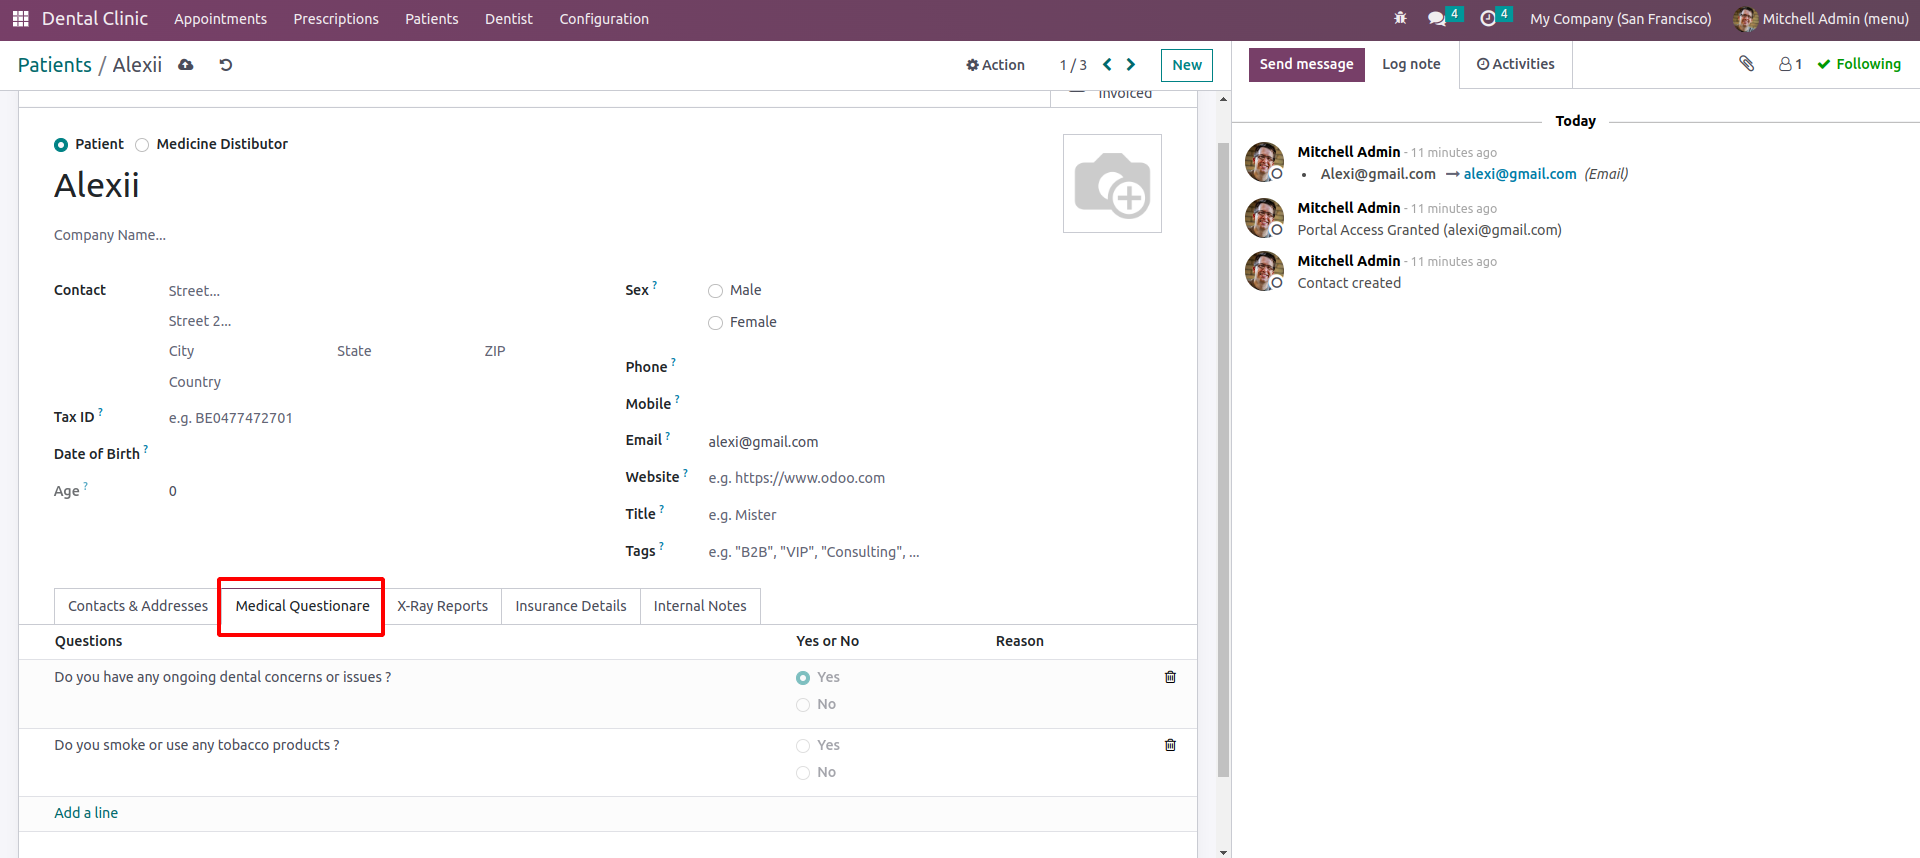 Dental Clinic Appointments Prescriptions Patients Dentist Configuration 4 4 My Company (San Francisco) Mitchell Admin (menu)
Patients / Alexii Action 1 / 3 New Send message Log note Activities 1 Following
Invoiced
Today
Patient Medicine Distibutor
Alexii
Company Name...
Contact Street...
Street 2...
City State ZIP
Country
Tax ID ? e.g. BE0477472701
Date of Birth ?
Age ? 0
Sex ? Male
Female
Phone ?
Mobile ?
Email ? alexi@gmail.com
Website ? e.g. https://www.odoo.com
Title ? e.g. Mister
Tags ? e.g. "B2B", "VIP", "Consulting", ...
Contacts & Addresses Medical Questionare X-Ray Reports Insurance Details Internal Notes
Questions Yes or No Reason
Do you have any ongoing dental concerns or issues ? Yes
No
Do you smoke or use any tobacco products ? Yes
No
Add a line
Mitchell Admin - 11 minutes ago
• Alexi@gmail.com → alexi@gmail.com (Email)
Mitchell Admin - 11 minutes ago
Portal Access Granted (alexi@gmail.com)
Mitchell Admin - 11 minutes ago
Contact created